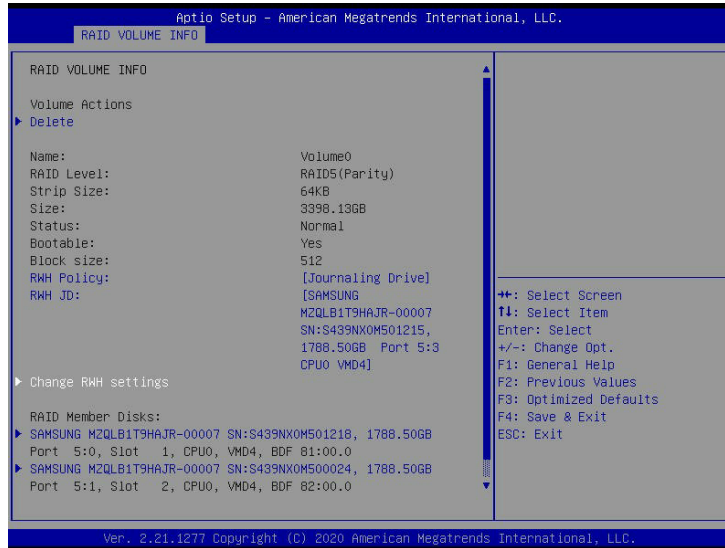 Aptio Setup – American Megatrends International, LLC.
RAID VOLUME INFO
RAID VOLUME INFO
Volume Actions
Delete
Name: Volume0
RAID Level: RAID5(Parity)
Strip Size: 64KB
Size: 3398.13GB
Status: Normal
Bootable: Yes
Block size: 512
RWH Policy: [Journaling Drive]
RWH JD: [SAMSUNG
MZQLB1T9HAJR-00007
SN:S439NX0M501215,
1788.50GB Port 5:3
CPU0 VMD4]
Change RWH settings
RAID Member Disks:
SAMSUNG MZQLB1T9HAJR-00007 SN:S439NX0M501218, 1788.50GB
Port 5:0, Slot 1, CPU0, VMD4, BDF 81:00.0
SAMSUNG MZQLB1T9HAJR-00007 SN:S439NX0M500024, 1788.50GB
Port 5:1, Slot 2, CPU0, VMD4, BDF 82:00.0
→←: Select Screen
↑↓: Select Item
Enter: Select
+/-: Change Opt.
F1: General Help
F2: Previous Values
F3: Optimized Defaults
F4: Save & Exit
ESC: Exit
Ver. 2.21.1277 Copyright (C) 2020 American Megatrends International, LLC.